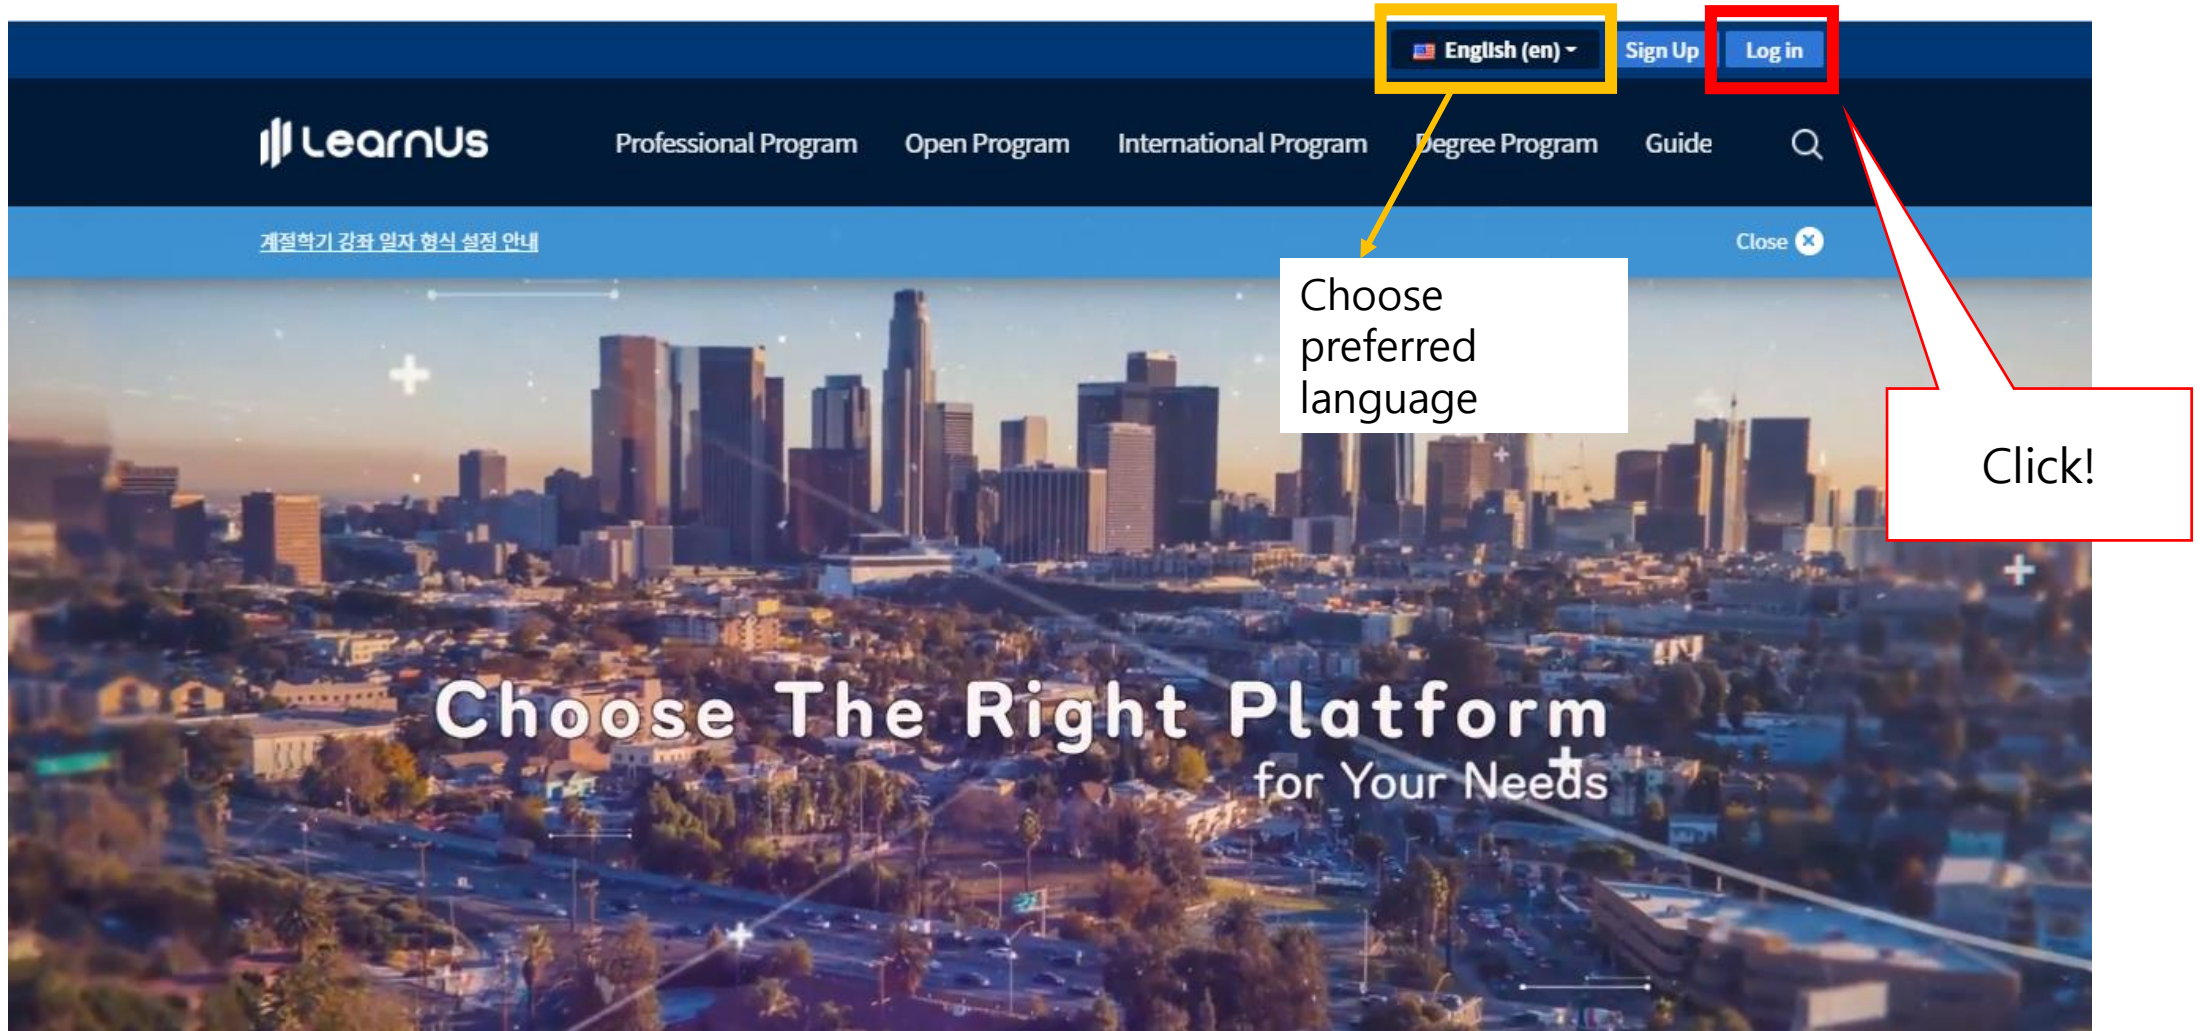 English (en)
Sign Up
Log in
LearnUs
Professional Program
Open Program
International Program
Degree Program
Guide
계절학기 강좌 일자 형식 설정 안내
Close
Choose
preferred
language
Click!
Choose The Right Platform
for Your Needs